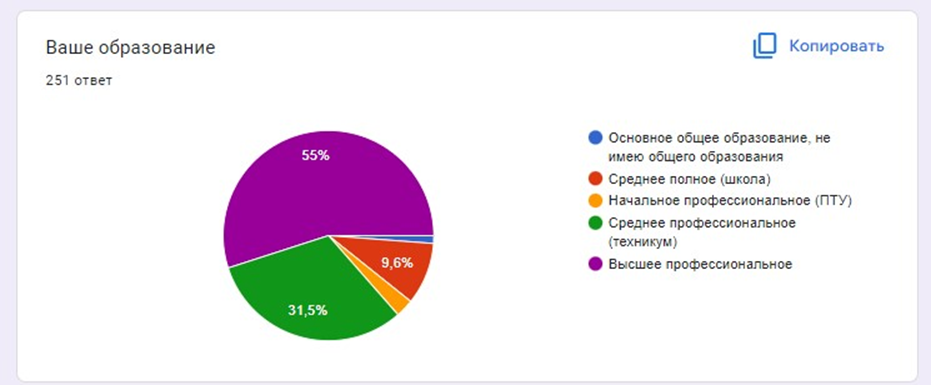 Ваше образование
Копировать
251 ответ
55%
9,6%
31,5%
Основное общее образование, не
имею общего образования
Среднее полное (школа)
Начальное профессиональное (ПТУ)
Среднее профессиональное
(техникум)
Высшее профессиональное